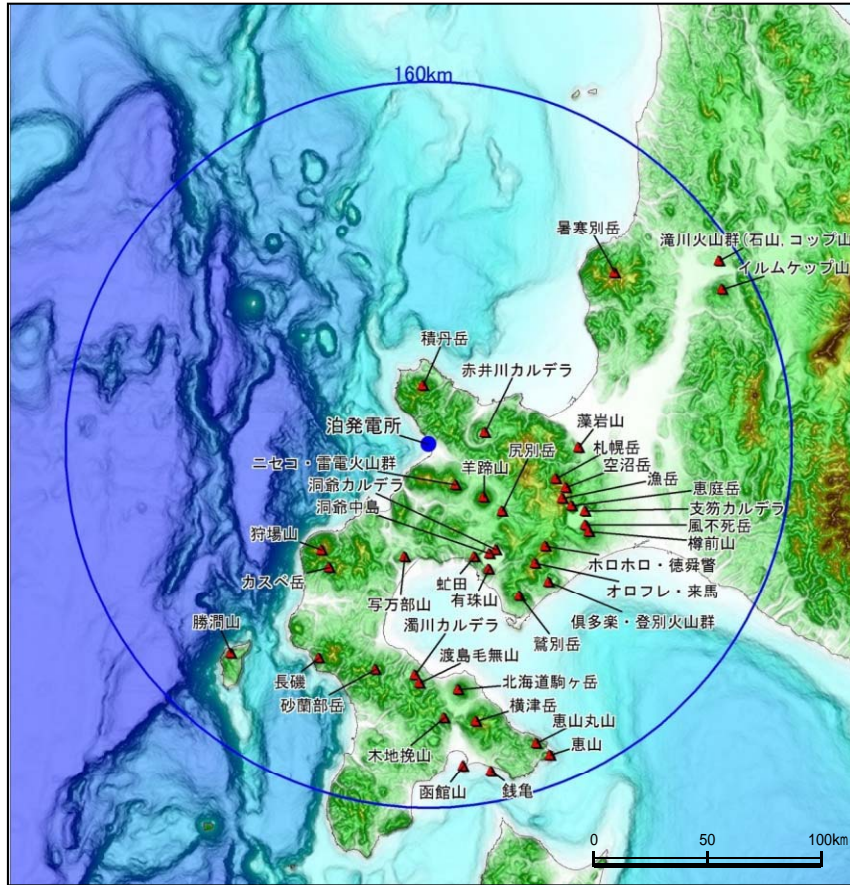 160km
暑寒別岳
滝川火山群(石山,コップ山
イルムケップ山
積丹岳
赤井川カルデラ
泊発電所
藻岩山
尻別岳
札幌岳
ニセコ・雷電火山群
羊蹄山
空沼岳
洞爺カルデラ
漁岳
恵庭岳
洞爺中島
支笏カルデラ
風不死岳
狩場山
樽前山
カスベ岳
ホロホロ・徳舜瞥
写万部山
虻田
有珠山
オロフレ・来馬
勝澗山
濁川カルデラ
倶多楽・登別火山群
鷲別岳
渡島毛無山
長磯
北海道駒ヶ岳
砂蘭部岳
横津岳
恵山丸山
木地挽山
恵山
函館山
銭亀
0 50 100km